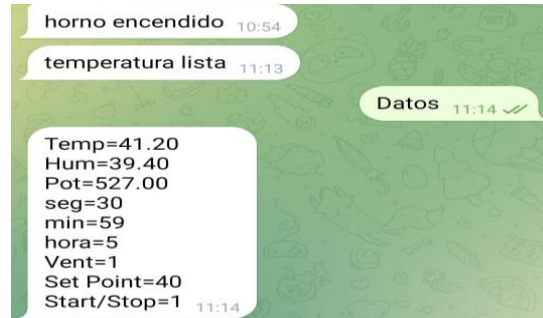 horno encendido 10:54
temperatura lista 11:13
Datos 11:14
Temp=41.20
Hum=39.40
Pot=527.00
seg=30
min=59
hora=5
Vent=1
Set Point=40
Start/Stop=1 11:14